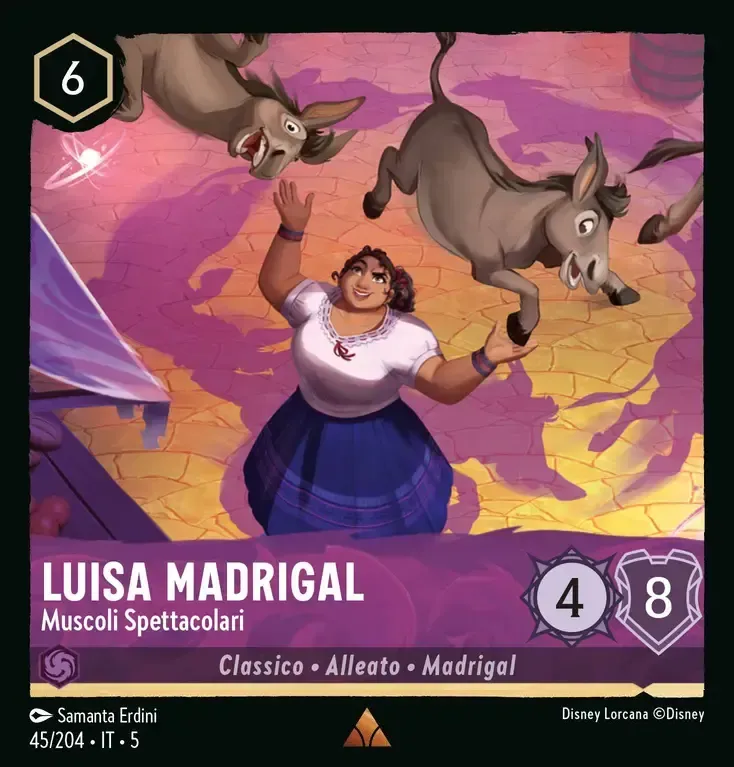 6
LUISA MADRIGAL
Muscoli Spettacolari
4
8
Classico • Alleato • Madrigal
Samanta Erdini
Disney Lorcana ©Disney
45/204 • IT • 5